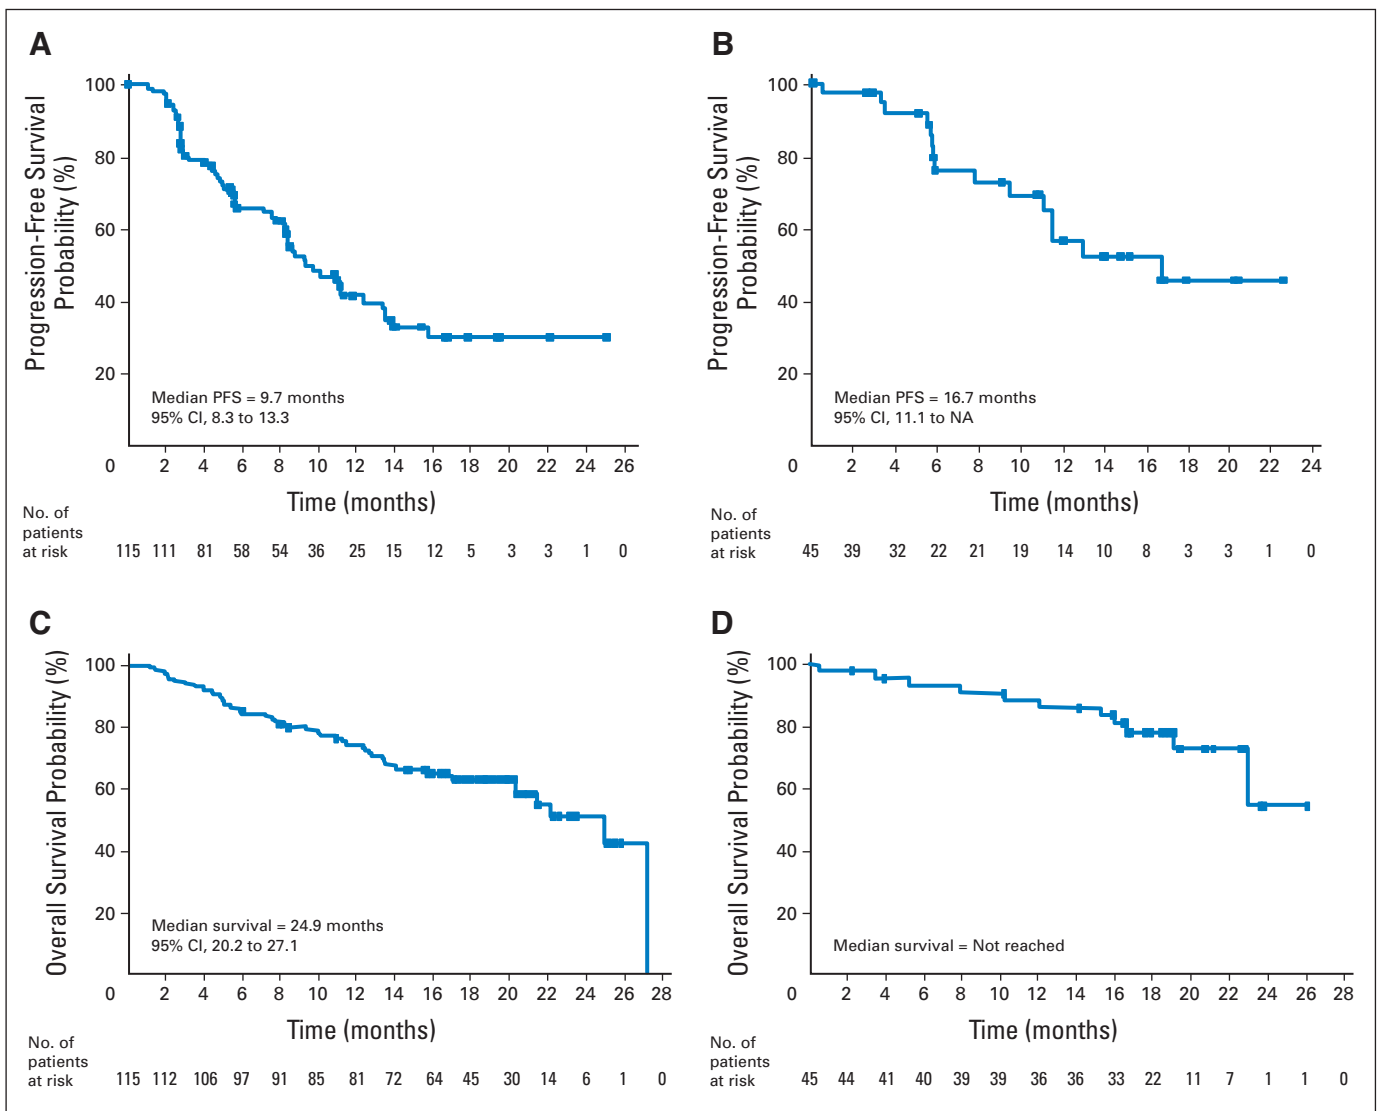 A
Progression-Free Survival
Probability (%)
100
80
60
40
20
Median PFS = 9.7 months
95% CI, 8.3 to 13.3
0 2 4 6 8 10 12 14 16 18 20 22 24 26
Time (months)
No. of
patients
at risk 115 111 81 58 54 36 25 15 12 5 3 3 1 0
B
Progression-Free Survival
Probability (%)
100
80
60
40
20
Median PFS = 16.7 months
95% CI, 11.1 to NA
0 2 4 6 8 10 12 14 16 18 20 22 24
Time (months)
No. of
patients
at risk 45 39 32 22 21 19 14 10 8 3 3 1 0
C
Overall Survival Probability (%)
100
80
60
40
20
Median survival = 24.9 months
95% CI, 20.2 to 27.1
0 2 4 6 8 10 12 14 16 18 20 22 24 26 28
Time (months)
No. of
patients
at risk 115 112 106 97 91 85 81 72 64 45 30 14 6 1 0
D
Overall Survival Probability (%)
100
80
60
40
20
Median survival = Not reached
0 2 4 6 8 10 12 14 16 18 20 22 24 26 28
Time (months)
No. of
patients
at risk 45 44 41 40 39 39 36 36 33 22 11 7 1 1 0